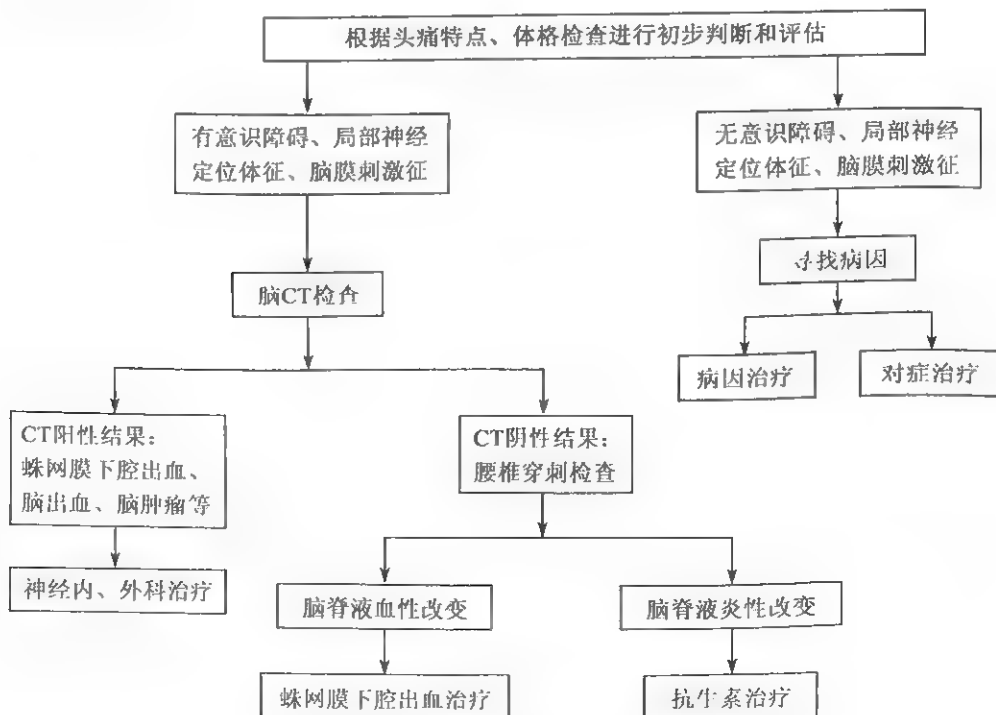 根据头痛特点、体格检查进行初步判断和评估
有意识障碍、局部神经
定位体征、脑膜刺激征
无意识障碍、局部神经
定位体征、脑膜刺激征
寻找病因
脑CT检查
病因治疗
对症治疗
CT阳性结果：
蛛网膜下腔出血、
脑出血、脑肿瘤等
CT阴性结果：
腰椎穿刺检查
神经内、外科治疗
脑脊液血性改变
脑脊液炎性改变
蛛网膜下腔出血治疗
抗生素治疗